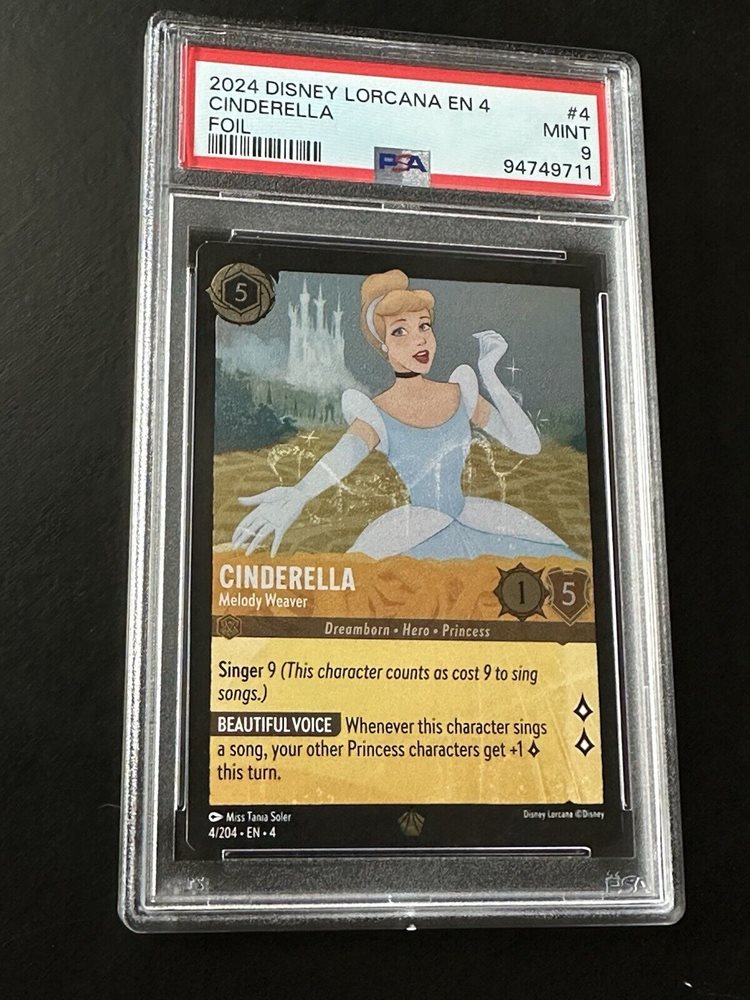 2024 DISNEY LORCANA EN 4 #4
CINDERELLA MINT
FOIL 9
PSA 94749711
5
CINDERELLA
Melody Weaver
1 5
Dreamborn • Hero • Princess
Singer 9 (This character counts as cost 9 to sing
songs.)
BEAUTIFUL VOICE Whenever this character sings
a song, your other Princess characters get +1
this turn.
Miss Tania Soler Disney Lorcana ©Disney
4/204 • EN • 4
PSA